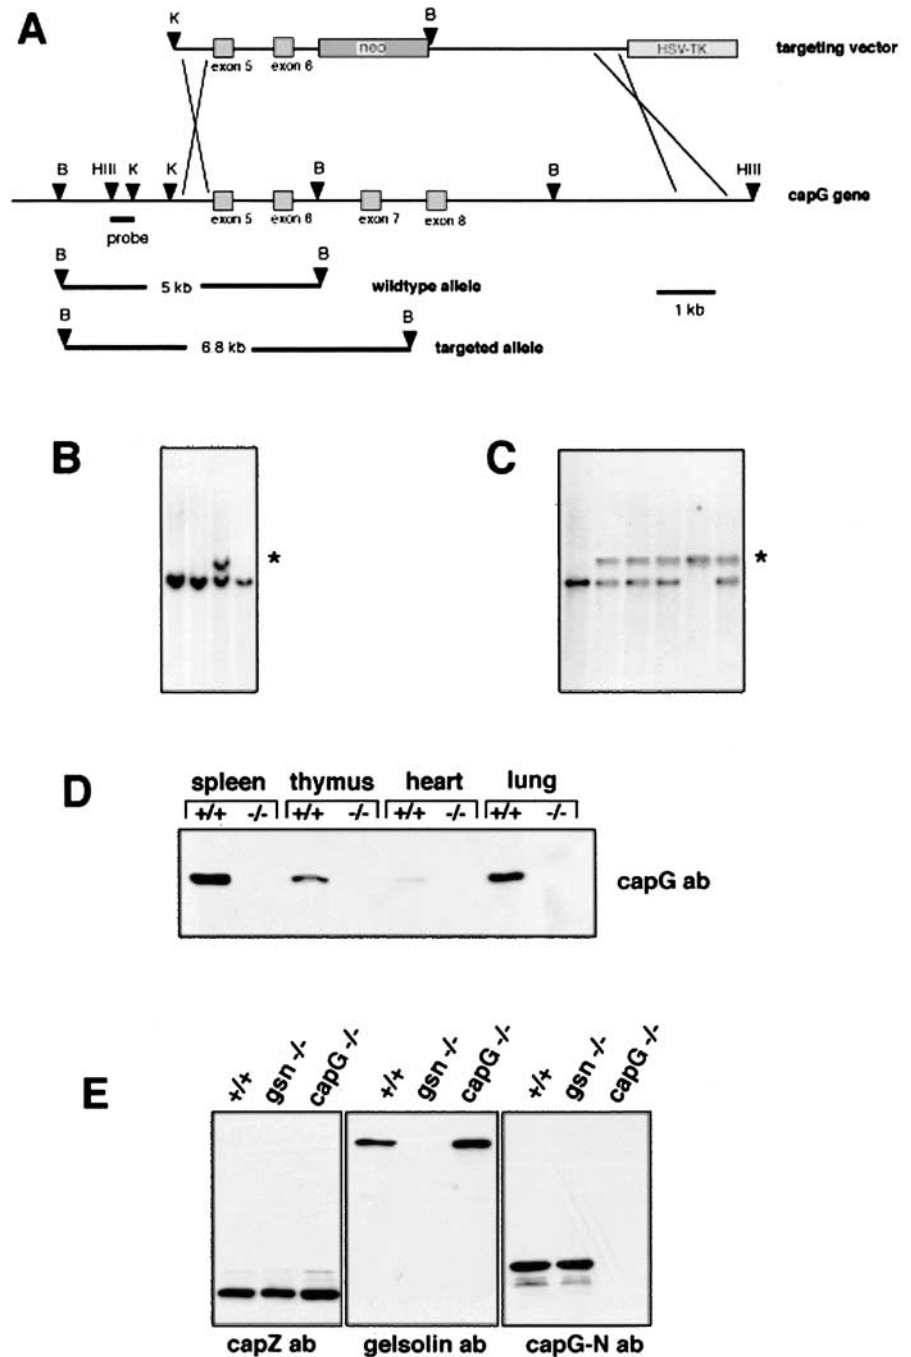 A
K
B
neo
HSV-TK
exon 5
exon 6
targeting vector
B
HIII
K
K
B
B
HIII
exon 5
exon 6
exon 7
exon 8
capG gene
probe
B
B
5 kb
wildtype allele
1 kb
B
B
6.8 kb
targeted allele
B
*
C
*
D
spleen thymus heart lung
+/+ -/- +/+ -/- +/+ -/- +/+ -/-
capG ab
E
+/+ gsn -/- capG -/- +/+ gsn -/- capG -/- +/+ gsn -/- capG -/-
capZ ab gelsolin ab capG-N ab